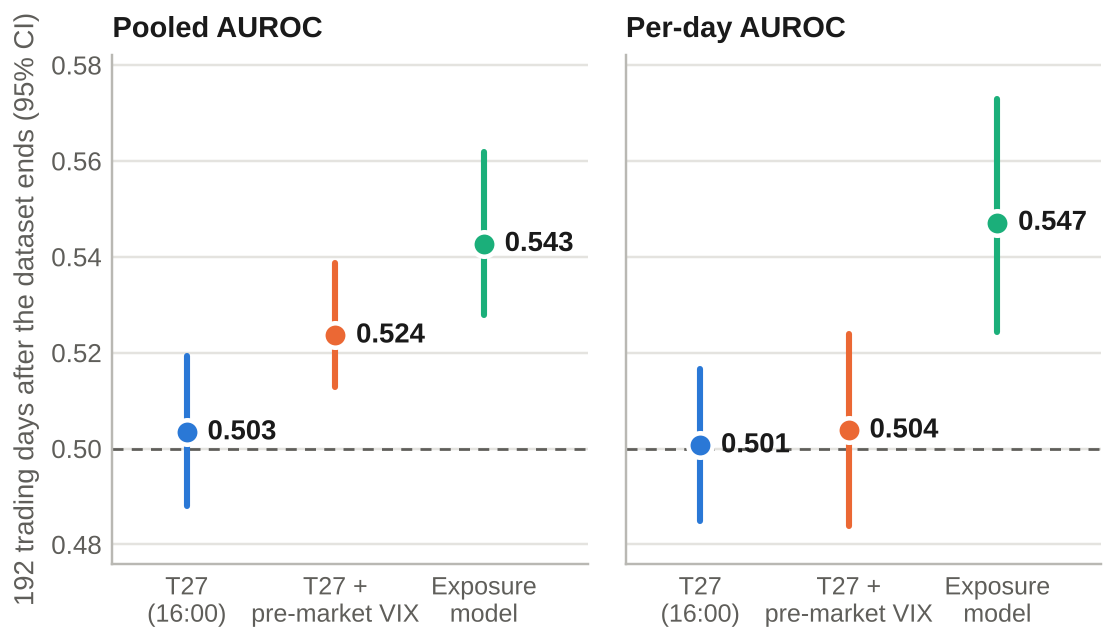 Pooled AUROC
Per-day AUROC
192 trading days after the dataset ends (95% CI)
0.58
0.56
0.54
0.52
0.50
0.48
0.503
0.524
0.543
0.501
0.504
0.547
T27
(16:00)
T27 +
pre-market VIX
Exposure
model
T27
(16:00)
T27 +
pre-market VIX
Exposure
model